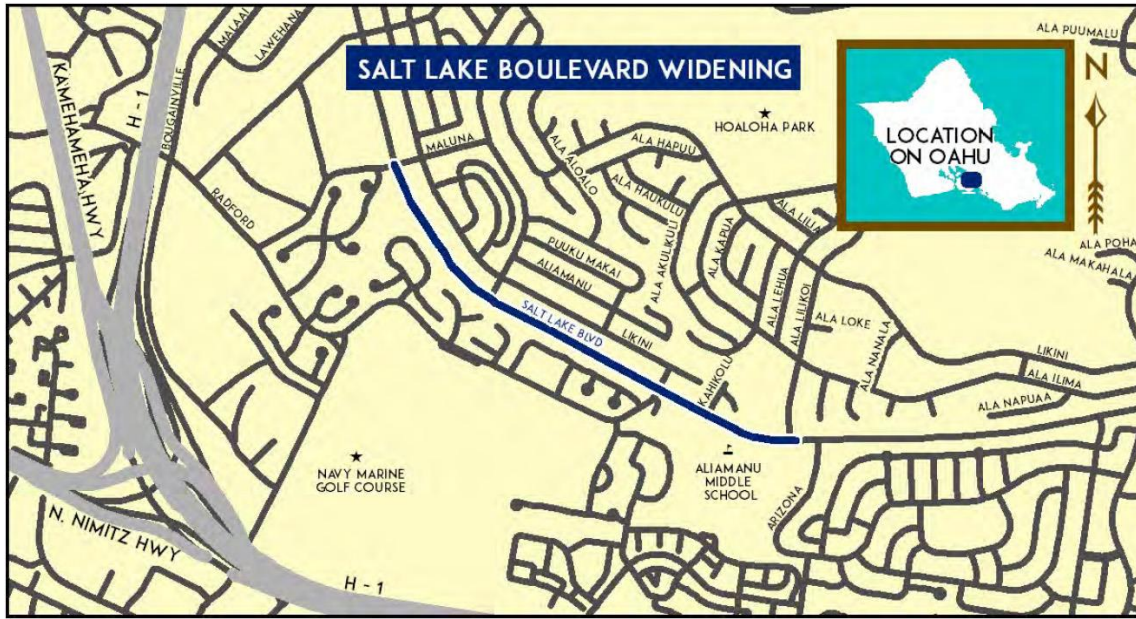 SALT LAKE BOULEVARD WIDENING
ALA PUUMALU
N
LOCATION
ON OAHU
MALAAI
LAWEHANA
KAMEHAMEHA HWY
H-1
BOUGAINVILLE
RADFORD
MALUNA
ALA ALOALO
ALA HAPUU
HOALOHA PARK
ALA HAUKULU
ALA AKULIKULI
ALA KAPUA
ALA LILIA
ALA POHA
ALA MAKAHALA
PUUKU MAKAI
ALIAMANU
SALT LAKE BLVD
LIKINI
ALA LEHUA
ALA LILIKOI
ALA LOKE
ALA NANALA
LIKINI
ALA ILIMA
ALA NAPUAA
KAHIKOLU
NAVY MARINE
GOLF COURSE
ALIAMANU
MIDDLE
SCHOOL
ARIZONA
N. NIMITZ HWY
H-1